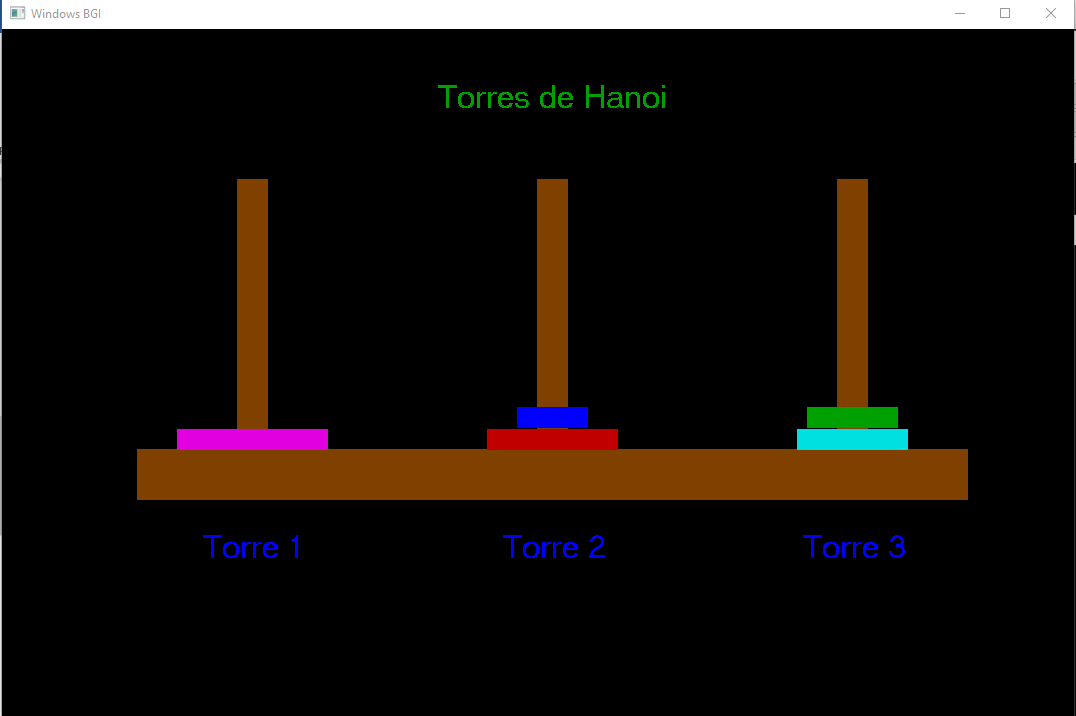 Windows BGI
Torres de Hanoi
Torre 1
Torre 2
Torre 3